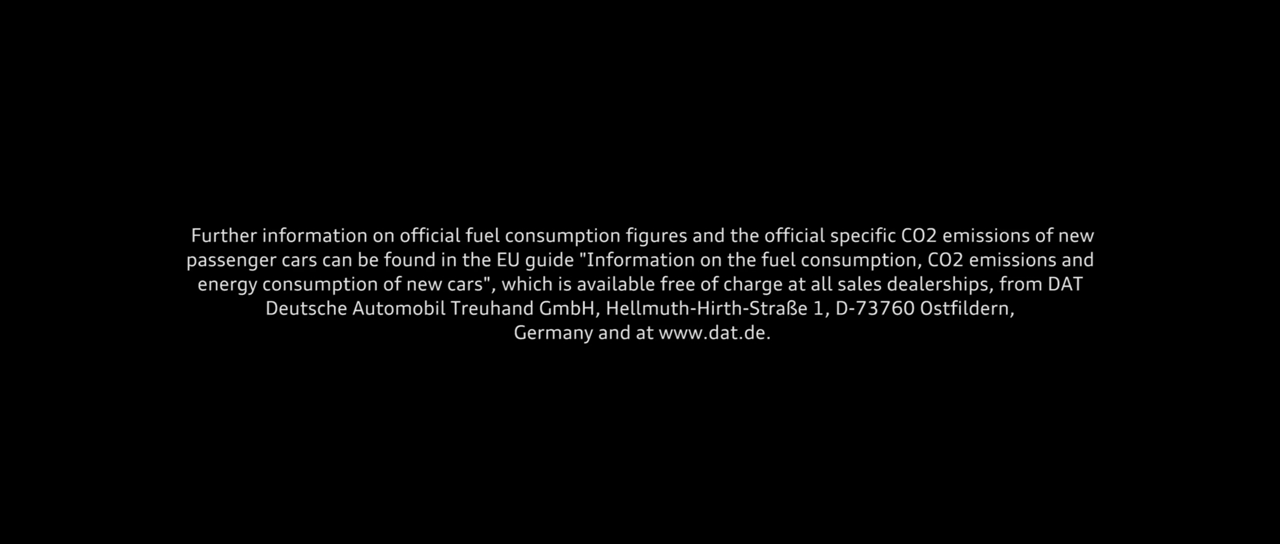 Further information on official fuel consumption figures and the official specific CO2 emissions of new
passenger cars can be found in the EU guide "Information on the fuel consumption, CO2 emissions and
energy consumption of new cars", which is available free of charge at all sales dealerships, from DAT
Deutsche Automobil Treuhand GmbH, Hellmuth-Hirth-Straße 1, D-73760 Ostfildern,
Germany and at www.dat.de.